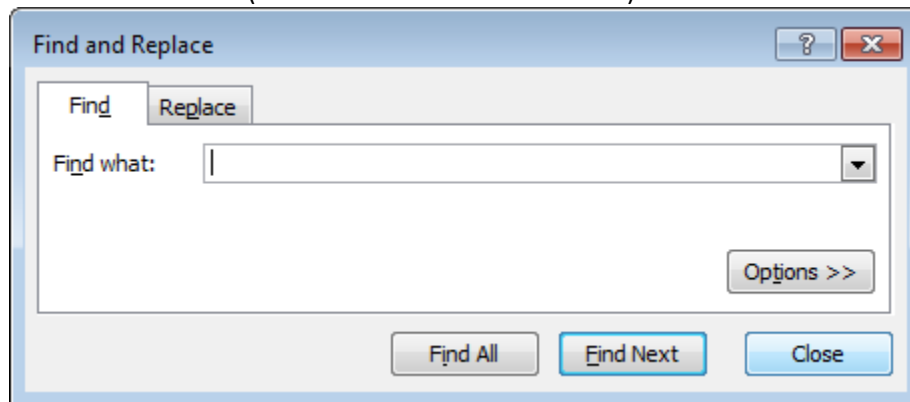 Find and Replace
Find Replace
Find what:
Options >>
Find All Find Next Close